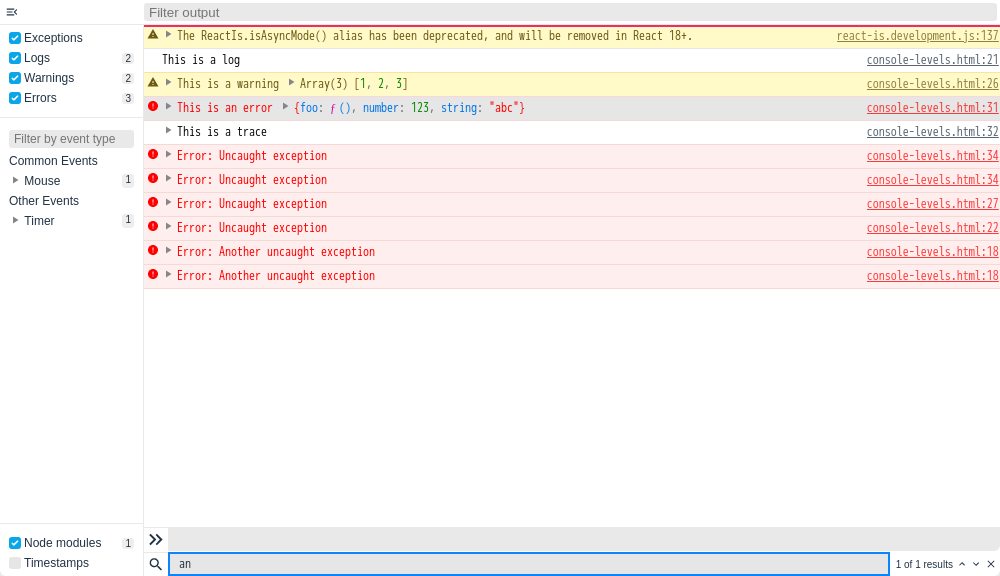 Filter output
Exceptions
Logs 2
Warnings 2
Errors 3
Filter by event type
Common Events
Mouse 1
Other Events
Timer 1
Node modules 1
Timestamps
The ReactIs.isAsyncMode() alias has been deprecated, and will be removed in React 18+. react-is.development.js:137
This is a log console-levels.html:21
This is a warning Array(3) [1, 2, 3] console-levels.html:26
This is an error {foo: ƒ (), number: 123, string: "abc"} console-levels.html:31
This is a trace console-levels.html:32
Error: Uncaught exception console-levels.html:34
Error: Uncaught exception console-levels.html:34
Error: Uncaught exception console-levels.html:27
Error: Uncaught exception console-levels.html:22
Error: Another uncaught exception console-levels.html:18
Error: Another uncaught exception console-levels.html:18
an 1 of 1 results